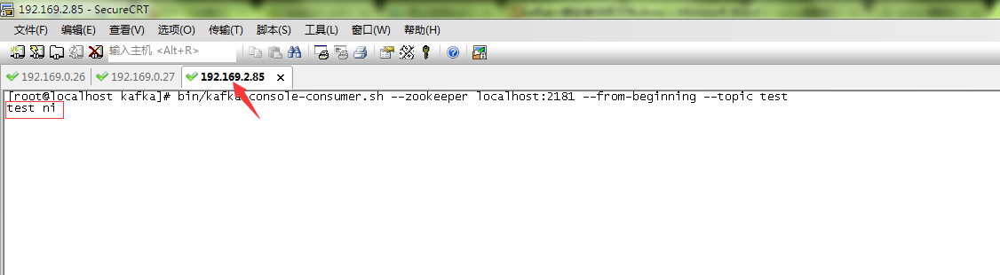 192.169.2.85 - SecureCRT
文件(F) 编辑(E) 查看(V) 选项(O) 传输(T) 脚本(S) 工具(L) 窗口(W) 帮助(H)
输入主机 <Alt+R>
192.169.0.26 192.169.0.27 192.169.2.85
[root@localhost kafka]# bin/kafka-console-consumer.sh --zookeeper localhost:2181 --from-beginning --topic test
test ni